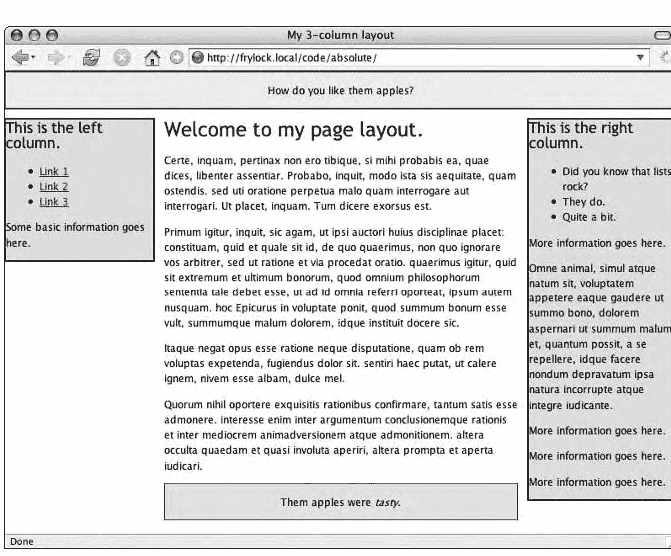 My 3-column layout
http://frylock.local/code/absolute/
How do you like them apples?
This is the left
column.
Link 1
Link 2
Link 3
Some basic information goes
here.
Welcome to my page layout.
Certe, inquam, pertinax non ero tibique, si mihi probabis ea, quae
dices, libenter assentiar. Probabo, inquit, modo ista sis aequitate, quam
ostendis. sed uti oratione perpetua malo quam interrogare aut
interrogari. Ut placet, inquam. Tum dicere exorsus est.
Primum igitur, inquit, sic agam, ut ipsi auctori huius disciplinae placet:
constituam, quid et quale sit id, de quo quaerimus, non quo ignorare
vos arbitrer, sed ut ratione et via procedat oratio. quaerimus igitur, quid
sit extremum et ultimum bonorum, quod omnium philosophorum
sententia tale debet esse, ut ad id omnia referri oporteat, ipsum autem
nusquam. hoc Epicurus in voluptate ponit, quod summum bonum esse
vult, summumque malum dolorem, idque instituit docere sic.
Itaque negat opus esse ratione neque disputatione, quam ob rem
voluptas expetenda, fugiendus dolor sit. sentiri haec putat, ut calere
ignem, nivem esse albam, dulce mel.
Quorum nihil oportere exquisitis rationibus confirmare, tantum satis esse
admonere. interesse enim inter argumentum conclusionemque rationis
et inter mediocrem animadversionem atque admonitionem. altera
occulta quaedam et quasi involuta aperiri, altera prompta et aperta
iudicari.
This is the right
column.
Did you know that lists
rock?
They do.
Quite a bit.
More information goes here.
Omne animal, simul atque
natum sit, voluptatem
appetere eaque gaudere ut
summo bono, dolorem
aspernari ut summum malum
et, quantum possit, a se
repellere, idque facere
nondum depravatum ipsa
natura incorrupte atque
integre iudicante.
More information goes here.
More information goes here.
More information goes here.
Them apples were tasty.
Done